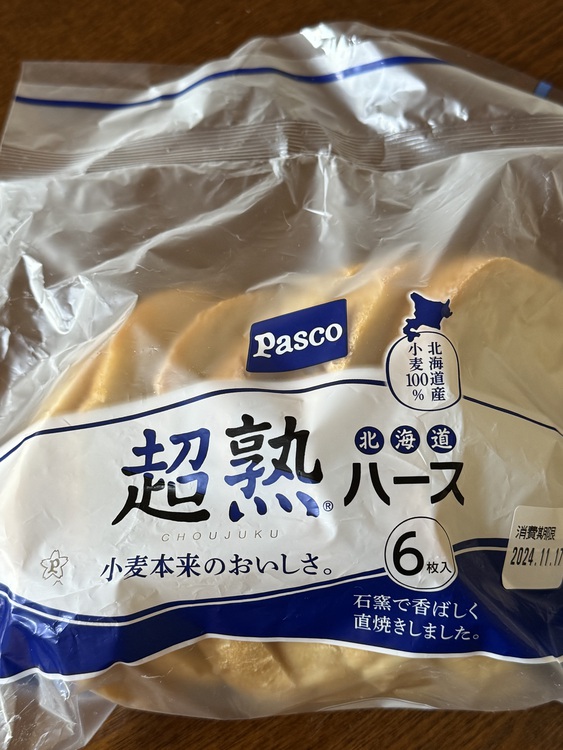 Pasco
北海道産
小麦100%
超熟®
CHOUJUKU
北海道
ハース
小麦本来のおいしさ。
6枚入
消費期限
2024.11.17
石窯で香ばしく
直焼きしました。
P